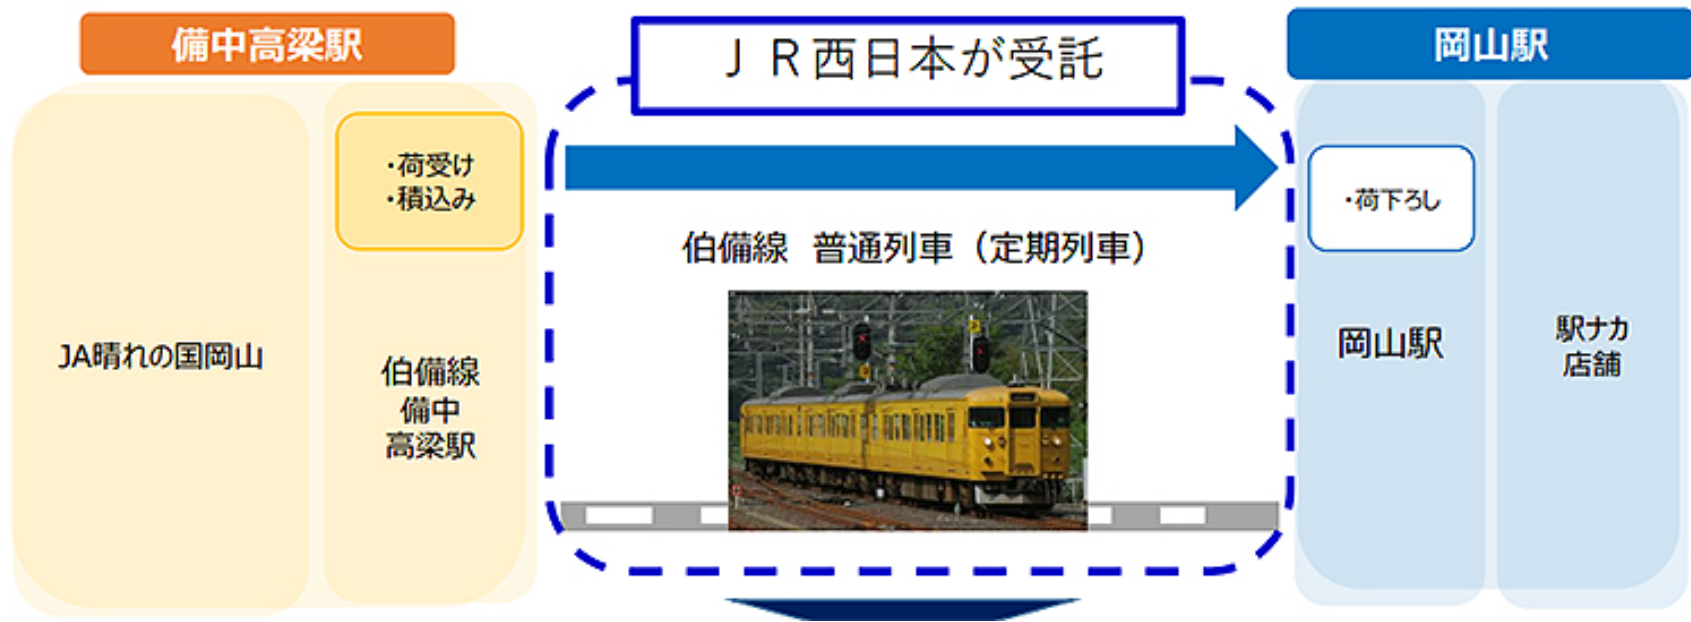 備中高梁駅
JR西日本が受託
岡山駅
・荷受け
・積込み
・荷下ろし
伯備線 普通列車（定期列車）
JA晴れの国岡山
伯備線
備中
高梁駅
岡山駅
駅ナカ
店舗